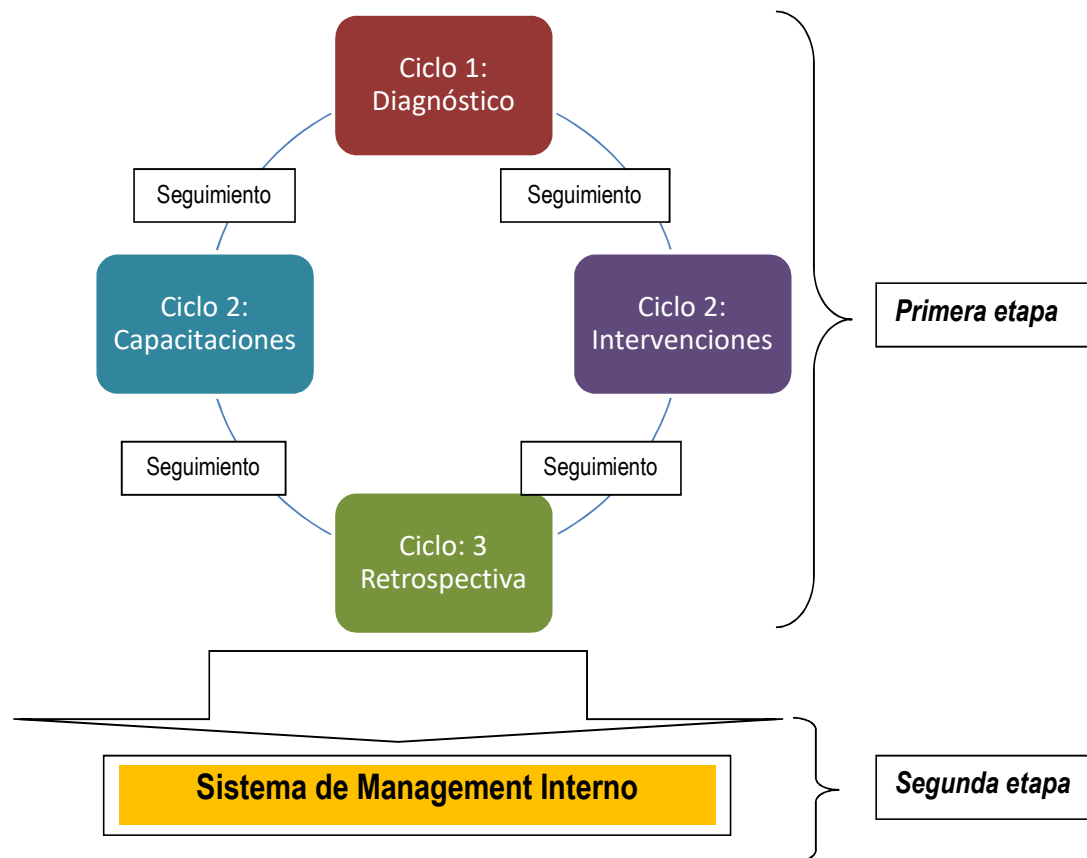 Ciclo 1:
Diagnóstico
Seguimiento
Seguimiento
Ciclo 2:
Capacitaciones
Ciclo 2:
Intervenciones
Primera etapa
Seguimiento
Seguimiento
Ciclo: 3
Retrospectiva
Sistema de Management Interno
Segunda etapa